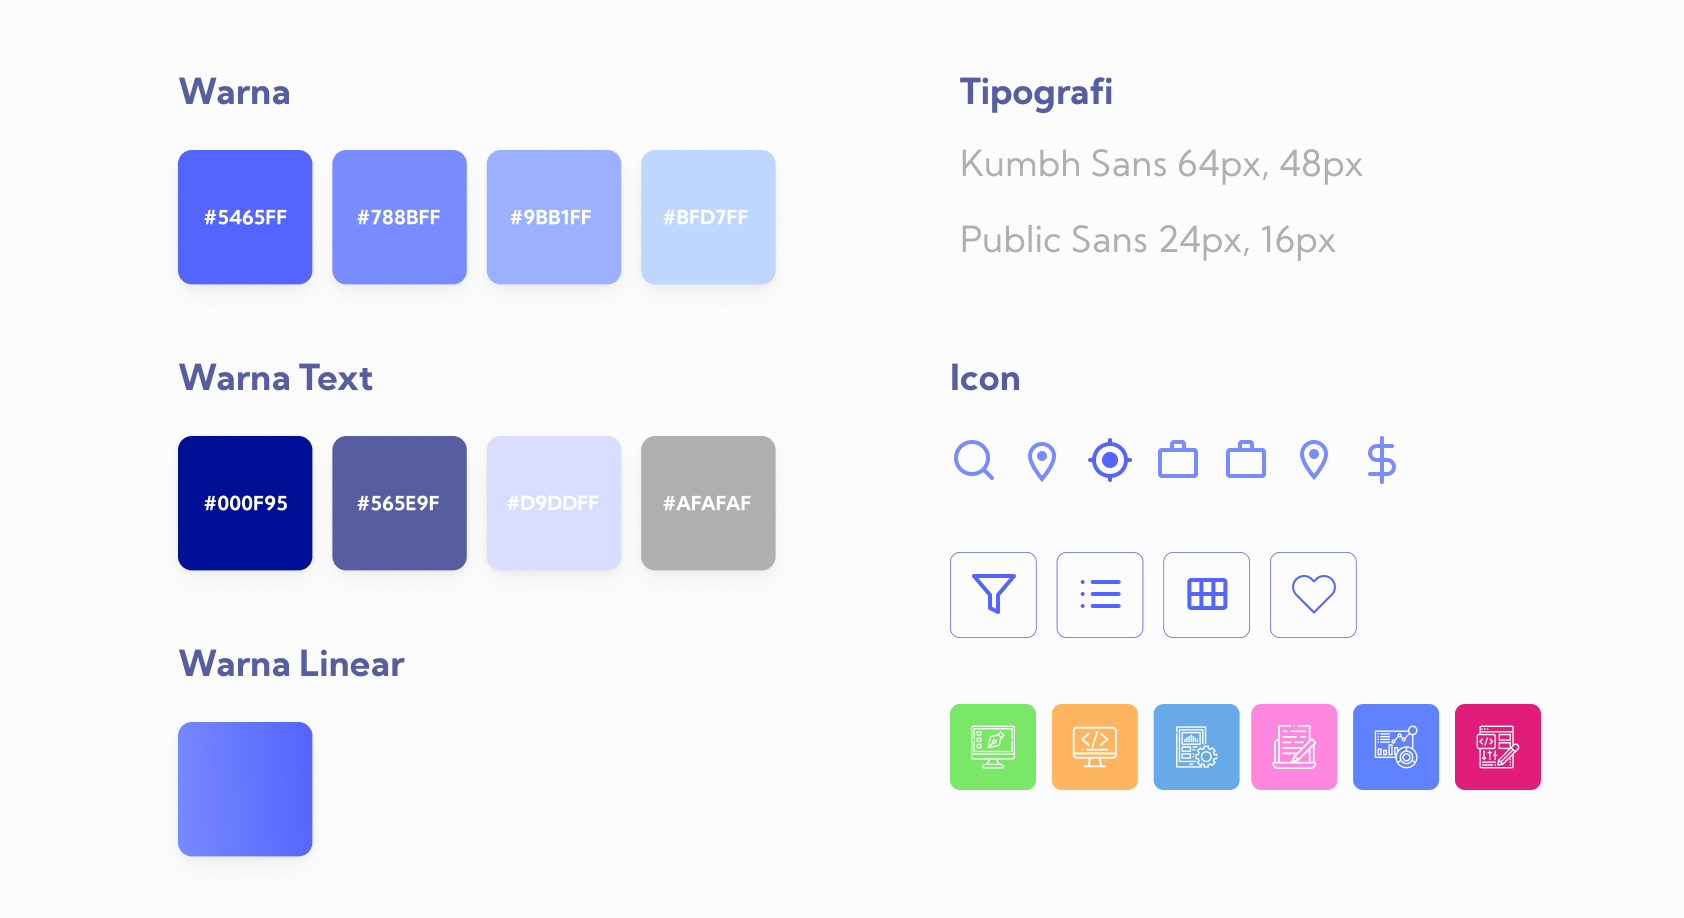 Warna
#5465FF
#788BFF
#9BB1FF
#BFD7FF
Warna Text
#000F95
#565E9F
#D9DDFF
#AFAFAF
Warna Linear
Tipografi
Kumbh Sans 64px, 48px
Public Sans 24px, 16px
Icon